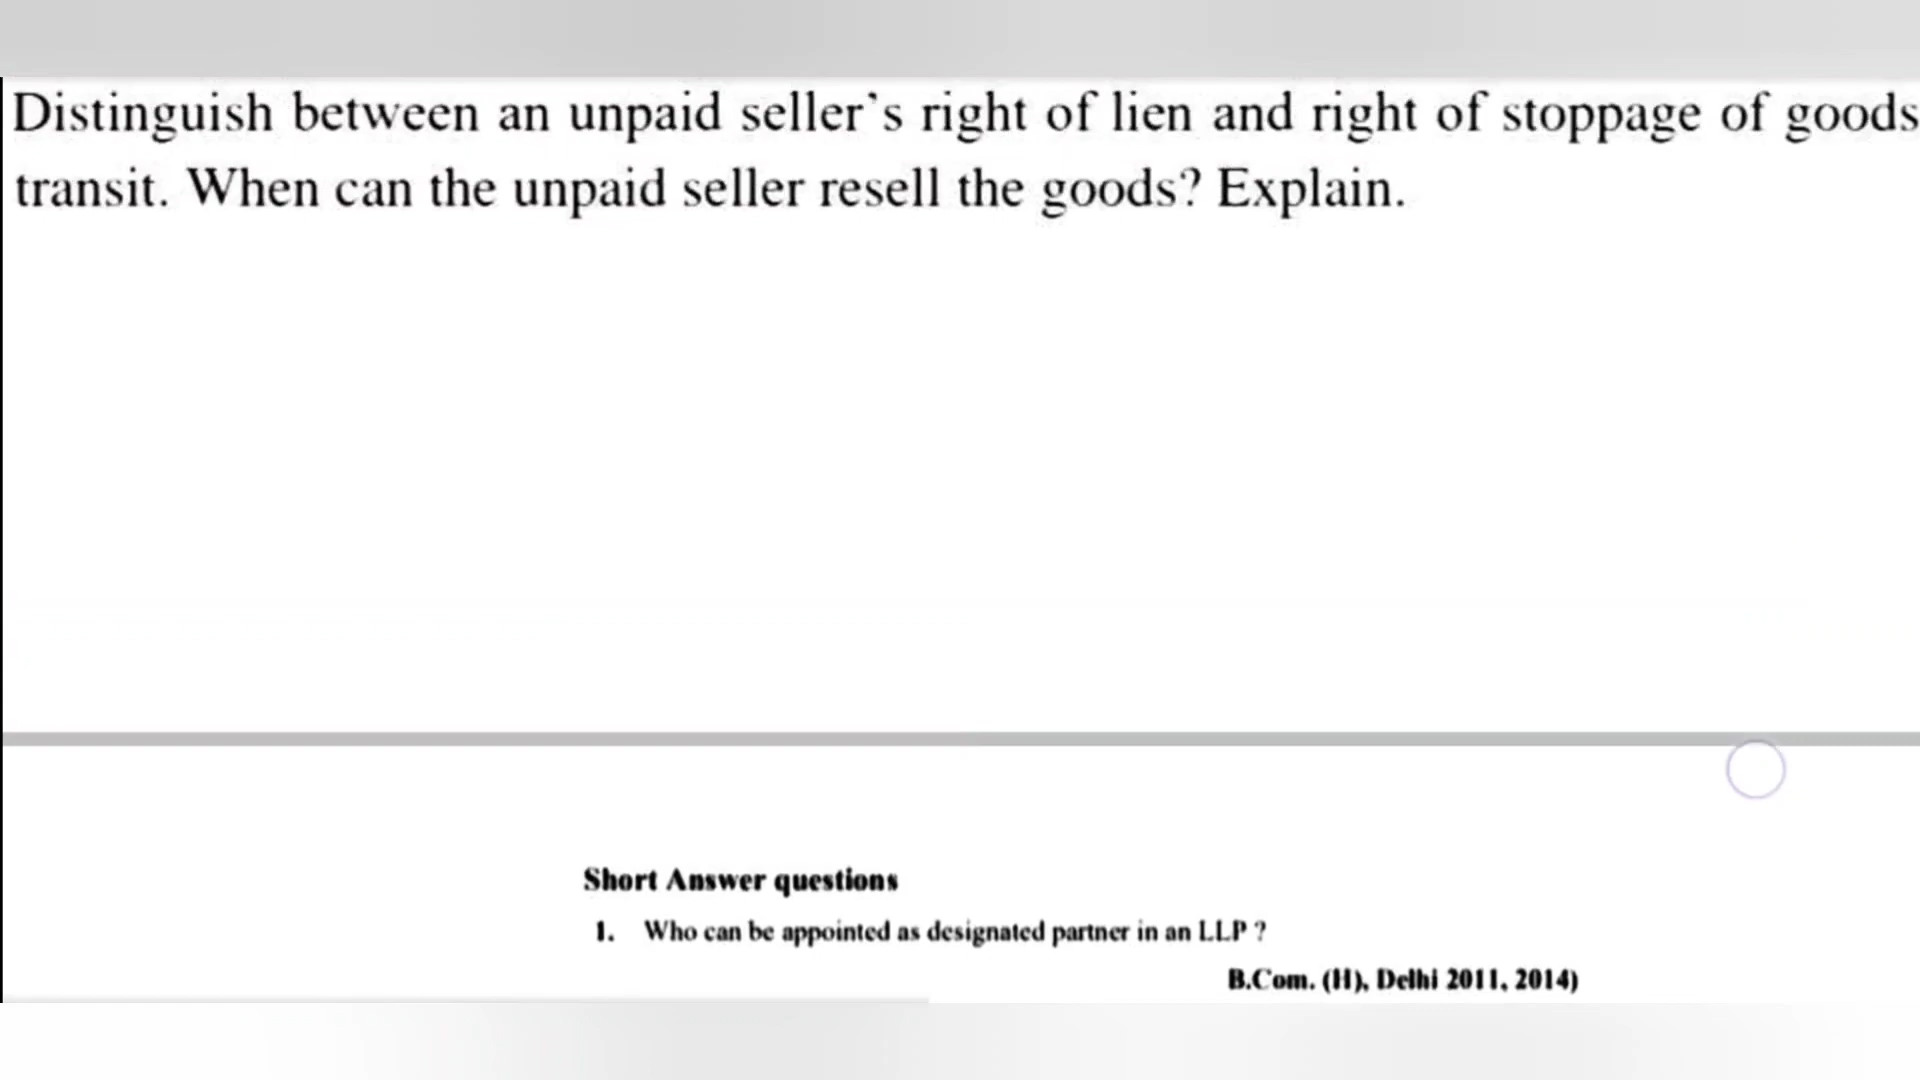 Distinguish between an unpaid seller`s right of lien and right of stoppage of goods
transit. When can the unpaid seller resell the goods? Explain.
Short Answer questions
1. Who can be appointed as designated partner in an LLP ?
B.Com. (H), Delhi 2011, 2014)